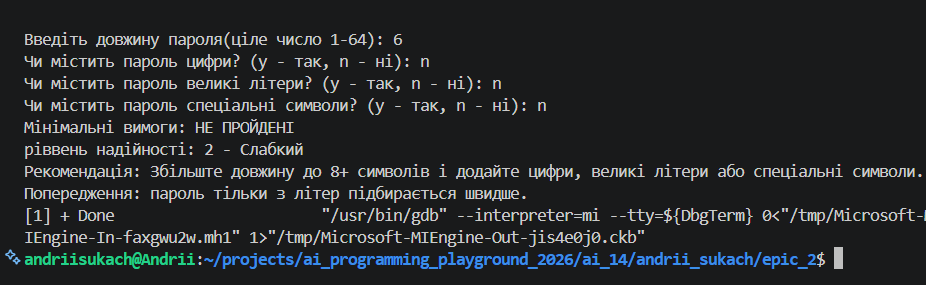 Введіть довжину пароля(ціле число 1-64): 6
Чи містить пароль цифри? (y - так, n - ні): n
Чи містить пароль великі літери? (y - так, n - ні): n
Чи містить пароль спеціальні символи? (y - так, n - ні): n
Мінімальні вимоги: НЕ ПРОЙДЕНІ
ріввень надійності: 2 - Слабкий
Рекомендація: Збільште довжину до 8+ символів і додайте цифри, великі літери або спеціальні символи.
Попередження: пароль тільки з літер підбирається швидше.
[1] + Done                       "/usr/bin/gdb" --interpreter=mi --tty=${DbgTerm} 0<"/tmp/Microsoft-M
IEngine-In-faxgwu2w.mh1" 1>"/tmp/Microsoft-MIEngine-Out-jis4e0j0.ckb"
andriisukach@Andrii:~/projects/ai_programming_playground_2026/ai_14/andrii_sukach/epic_2$